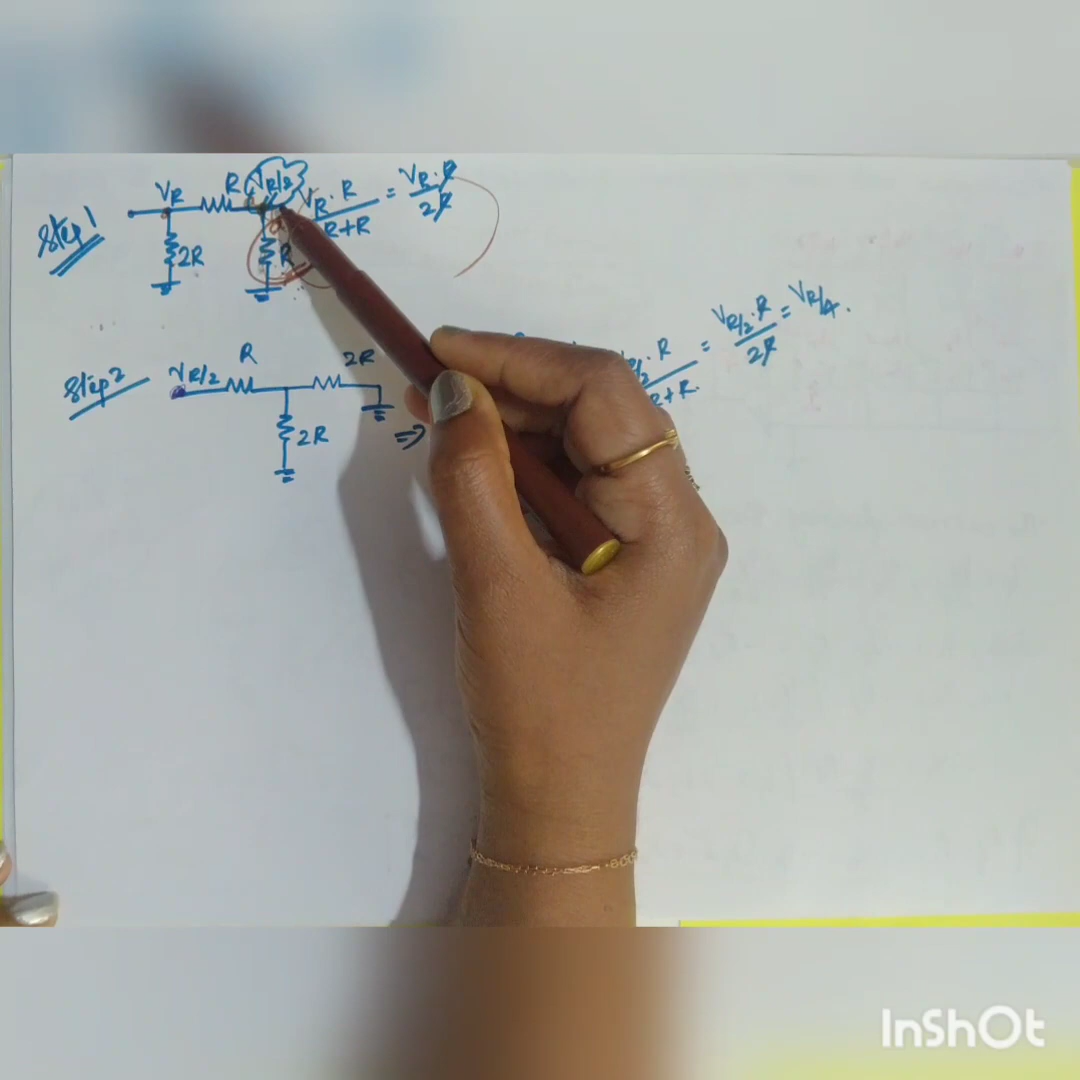 Step 1
VR R VR/2 VR.R/R+R = VR.R/2R
2R R
Step 2
VR/2 R 2R
2R ⇒
.R/R+R. = VR/2.R/2R = VR/4.
InShOt